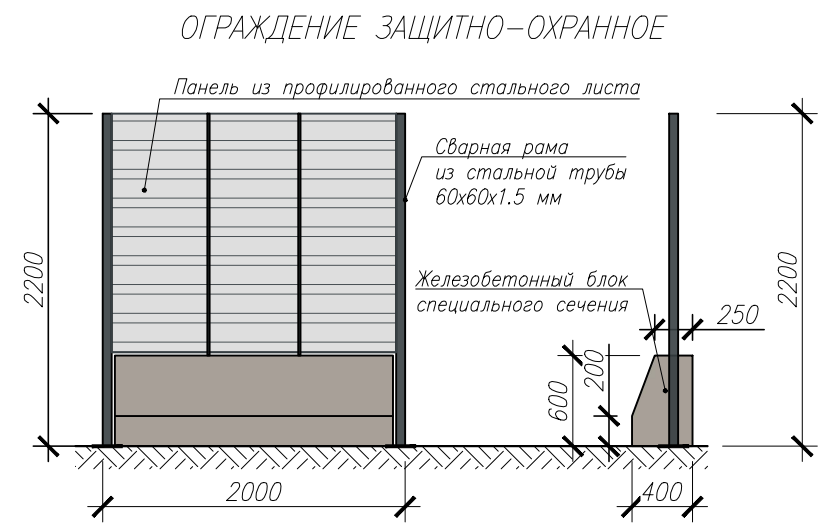 ОГРАЖДЕНИЕ ЗАЩИТНО-ОХРАННОЕ
Панель из профилированного стального листа
Сварная рама
из стальной трубы
60х60х1.5 мм
2200
2200
Железобетонный блок
специального сечения
250
600
200
2000
400